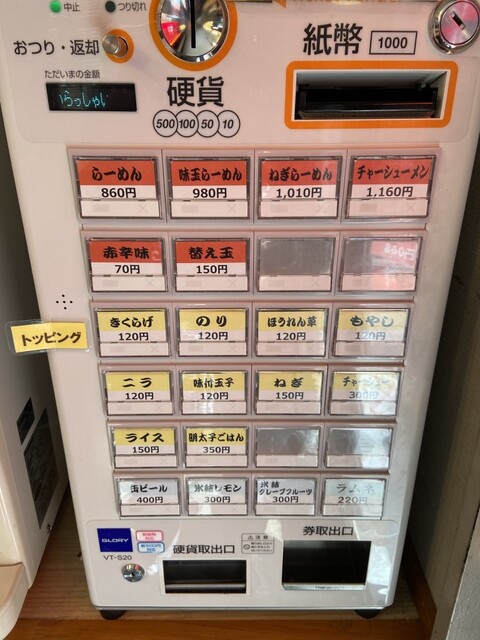 中止 つり切れ
おつり・返却
ただいまの金額
いらっしゃい
硬貨
500 100 50 10
紙幣 1000
らーめん 味玉らーめん ねぎらーめん チャーシューメン
860円 980円 1,010円 1,160円
赤辛味 替え玉
70円 150円
トッピング
きくらげ のり ほうれん草 もやし
120円 120円 120円 120円
ニラ 味付玉子 ねぎ チャーシュー
120円 120円 150円 300円
ライス 明太子ごはん
150円 350円
缶ビール 氷結レモン 氷結グレープフルーツ ラムネ
400円 300円 300円 220円
GLORY
VT-S20
硬貨取出口
注意
券取出口